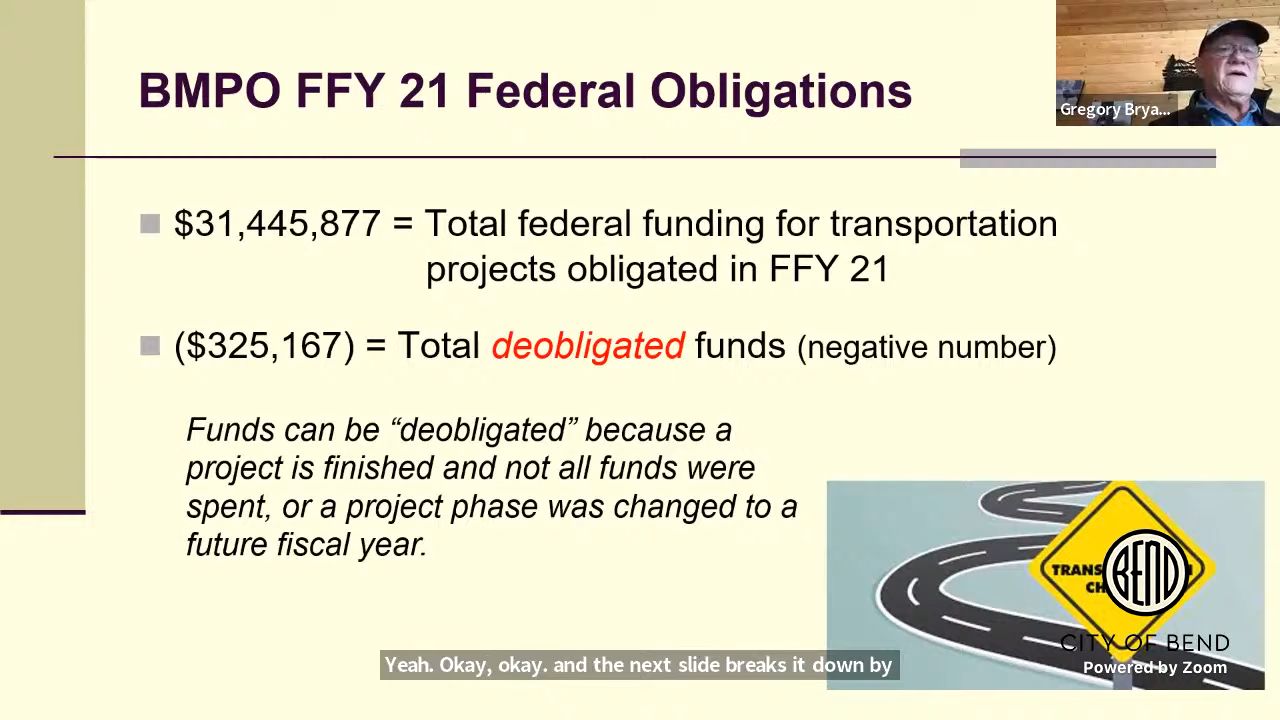 BMPO FFY 21 Federal Obligations
Gregory Brya...
$31,445,877 = Total federal funding for transportation
projects obligated in FFY 21
($325,167) = Total deobligated funds (negative number)
Funds can be “deobligated” because a
project is finished and not all funds were
spent, or a project phase was changed to a
future fiscal year.
TRANS
CH
BEND
CITY OF BEND
Powered by Zoom
Yeah. Okay, okay. and the next slide breaks it down by